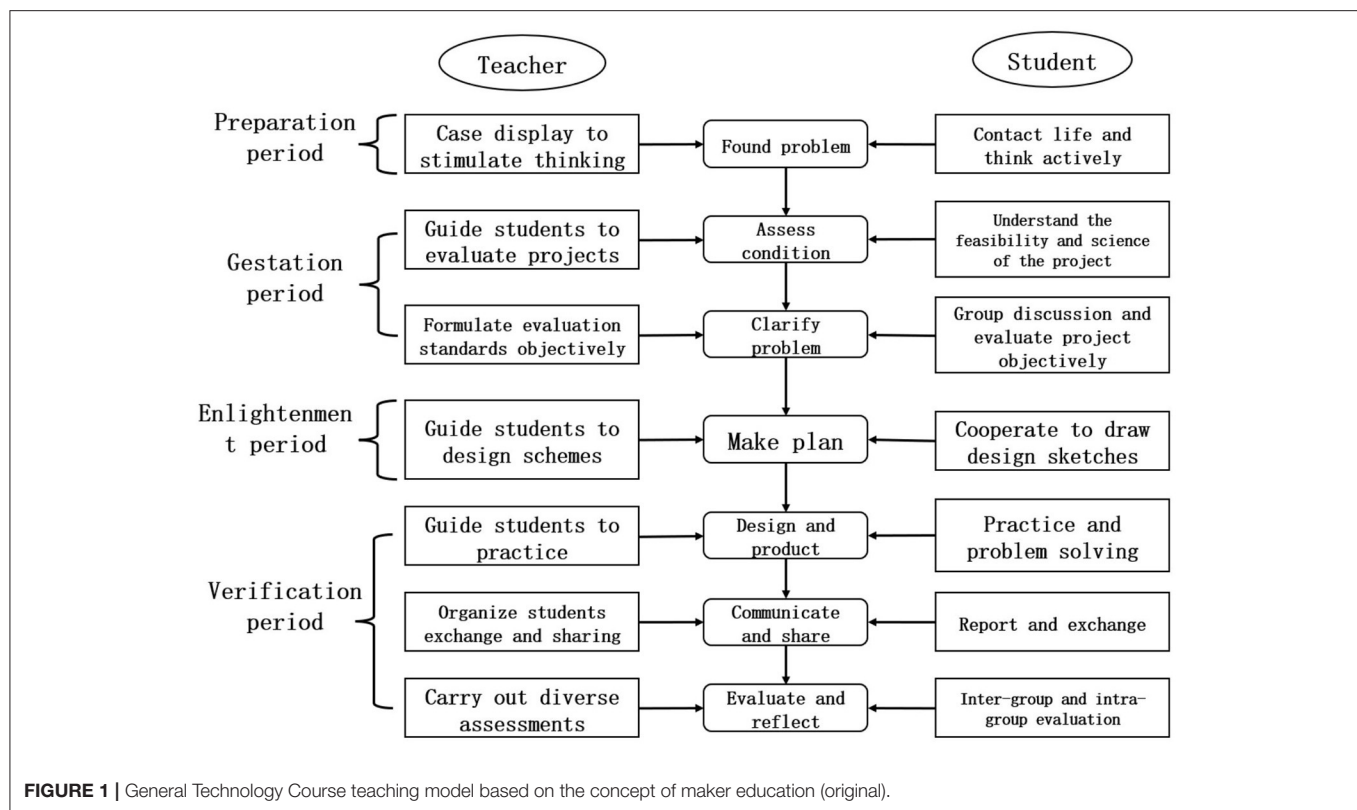 Teacher
Student
Preparation
period
Case display to
stimulate thinking
Found problem
Contact life and
think actively
Gestation
period
Guide students to
evaluate projects
Assess
condition
Understand the
feasibility and science
of the project
Formulate evaluation
standards objectively
Clarify
problem
Group discussion and
evaluate project
objectively
Enlightenmen
t period
Guide students to
design schemes
Make plan
Cooperate to draw
design sketches
Verification
period
Guide students to
practice
Design and
product
Practice and
problem solving
Organize students
exchange and sharing
Communicate
and share
Report and exchange
Carry out diverse
assessments
Evaluate and
reflect
Inter-group and intra-
group evaluation
FIGURE 1 | General Technology Course teaching model based on the concept of maker education (original).